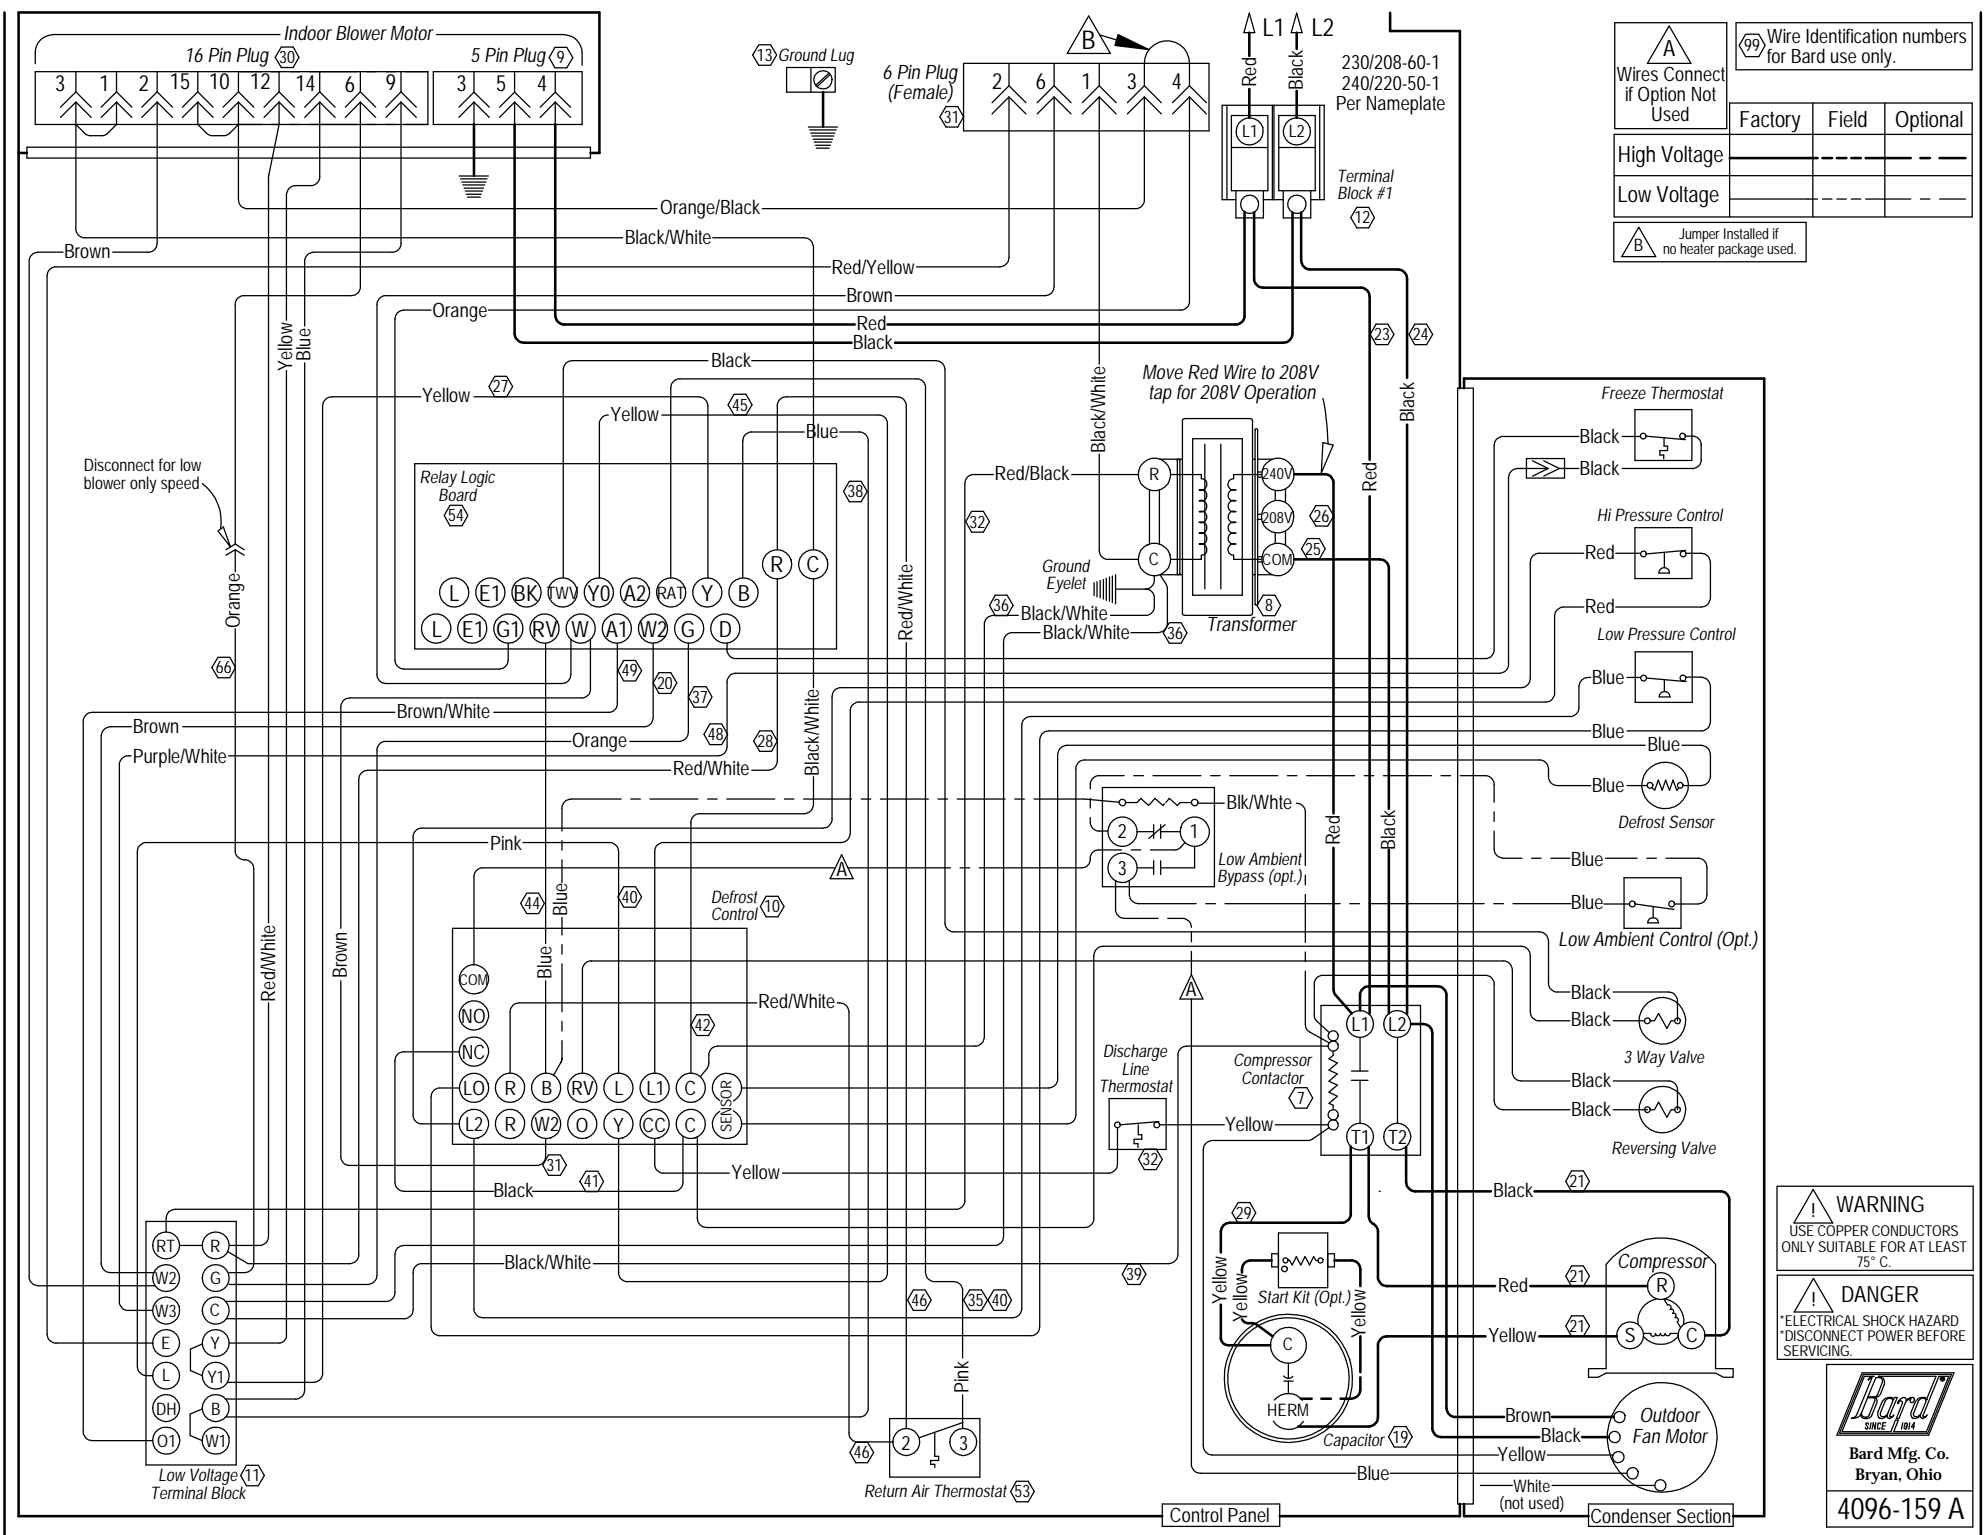 Indoor Blower Motor
16 Pin Plug 30
5 Pin Plug 9
3 1 2 15 10 12 14 6 9
3 5 4
13 Ground Lug
B
6 Pin Plug
(Female)
31
2 6 1 3 4
L1 L2
Red
Black
230/208-60-1
240/220-50-1
Per Nameplate
L1 L2
Terminal
Block #1
12
A
Wires Connect
if Option Not
Used
99 Wire Identification numbers
for Bard use only.
Factory Field Optional
High Voltage
Low Voltage
B Jumper Installed if
no heater package used.
Orange/Black
Black/White
Brown
Red/Yellow
Brown
Orange
Red
Black
Yellow
Blue
23 24
Black
Yellow 27
Yellow 45
Blue
Black/White
Move Red Wire to 208V
tap for 208V Operation
Black
Red
Freeze Thermostat
Black
Black
Disconnect for low
blower only speed
Relay Logic
Board
54
38
Red/Black
32
R
C
240V
208V
COM
26
25
Hi Pressure Control
Red
Red
Orange
66
R C
L E1 BK TWV Y0 A2 RAT Y B
L E1 G1 RV W A1 W2 G D
Red/White
Ground
Eyelet
36
Black/White
Black/White
36
8
Transformer
Low Pressure Control
Blue
Blue
49 20 37
Brown/White
Brown
Orange
48
28
Purple/White
Red/White
Black/White
Blue
Blue
Defrost Sensor
Blk/Whte
2 1
3
Low Ambient
Bypass (opt.)
Red
Black
Pink
A
44
Blue
40
Defrost
Control 10
Blue
Blue
Low Ambient Control (Opt.)
Red/White
Brown
Blue
COM
NO
NC
Red/White
42
A
LO R B RV L L1 C SENSOR
L2 R W2 O Y CC C
31
41
Yellow
Black
Discharge
Line
Thermostat
32
Yellow
Compressor
Contactor
7
L1 L2
T1 T2
Black
Black
3 Way Valve
Black
Black
Reversing Valve
Black 21
29
Yellow
Yellow
Yellow
Start Kit (Opt.)
C
HERM
Capacitor 19
Compressor
Red 21
R
Yellow 21
S C
RT R
W2 G
W3 C
E Y
L Y1
DH B
O1 W1
Low Voltage 11
Terminal Block
Black/White
39
46
35 40
Pink
46
2 3
Return Air Thermostat 53
Brown
Black
Yellow
Blue
White
(not used)
Outdoor
Fan Motor
Control Panel
Condenser Section
! WARNING
USE COPPER CONDUCTORS
ONLY SUITABLE FOR AT LEAST
75° C.
! DANGER
*ELECTRICAL SHOCK HAZARD
*DISCONNECT POWER BEFORE
SERVICING.
Bard ®
SINCE 1914
Bard Mfg. Co.
Bryan, Ohio
4096-159 A